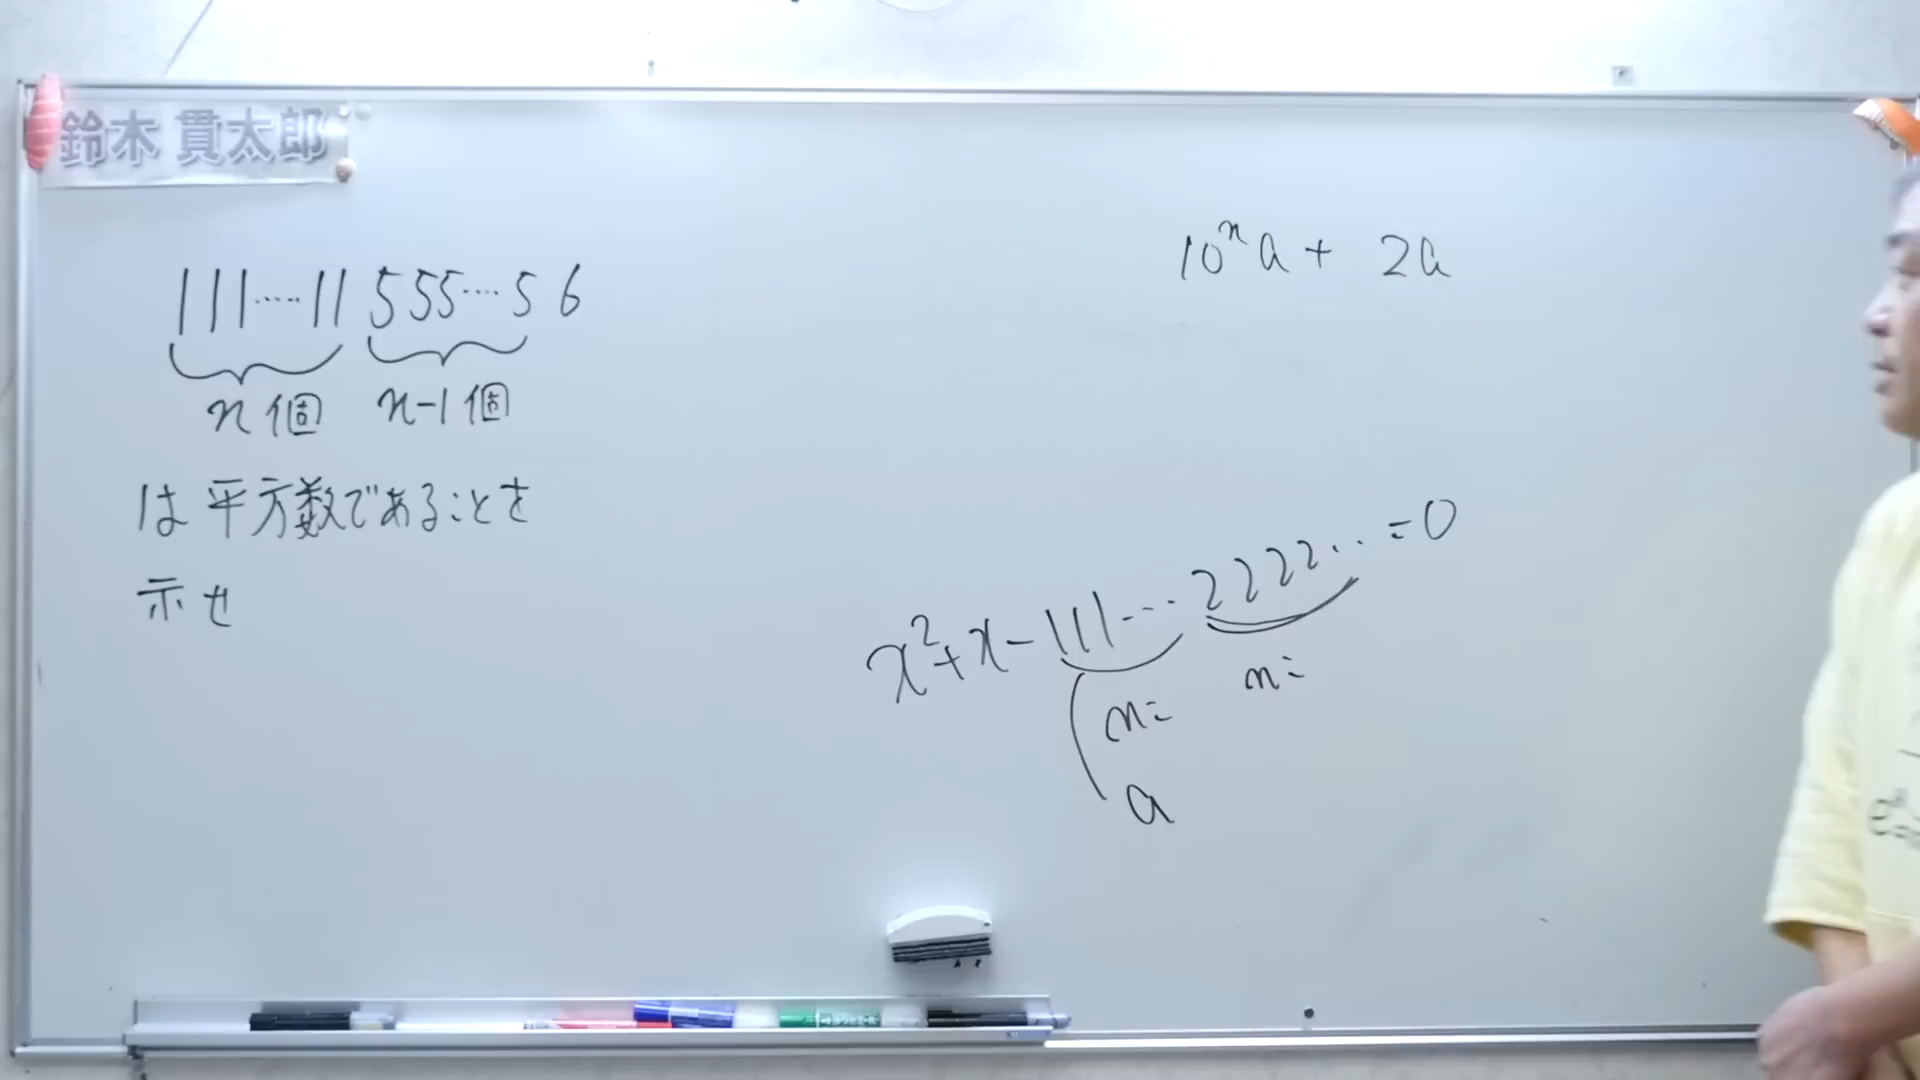 鈴木 貫太郎
111‥‥11 555‥‥5 6
n個 n-1個
は平方数であることを
示せ
10ⁿa + 2a
x²+x-111‥‥2222‥=0
n= n=
a